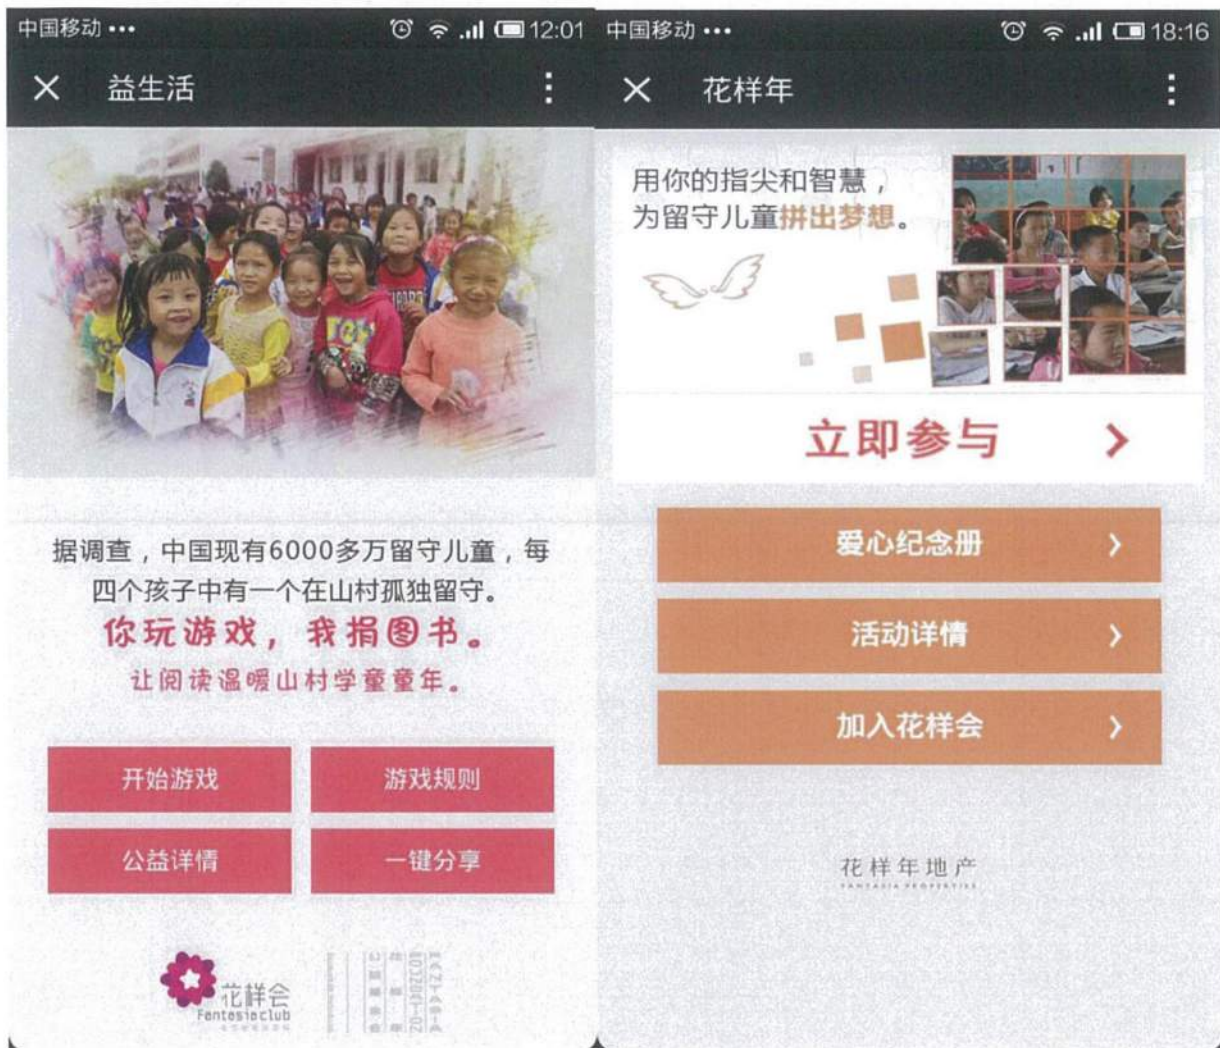 中国移动 ••• 12:01
益生活
据调查，中国现有6000多万留守儿童，每
四个孩子中有一个在山村孤独留守。
你玩游戏，我捐图书。
让阅读温暖山村学童童年。
开始游戏 游戏规则
公益详情 一键分享
花样会
Fantasiaclub
中国移动 ••• 18:16
花样年
用你的指尖和智慧，
为留守儿童拼出梦想。
立即参与
爱心纪念册
活动详情
加入花样会
花样年地产
FANTASIA PROPERTIES